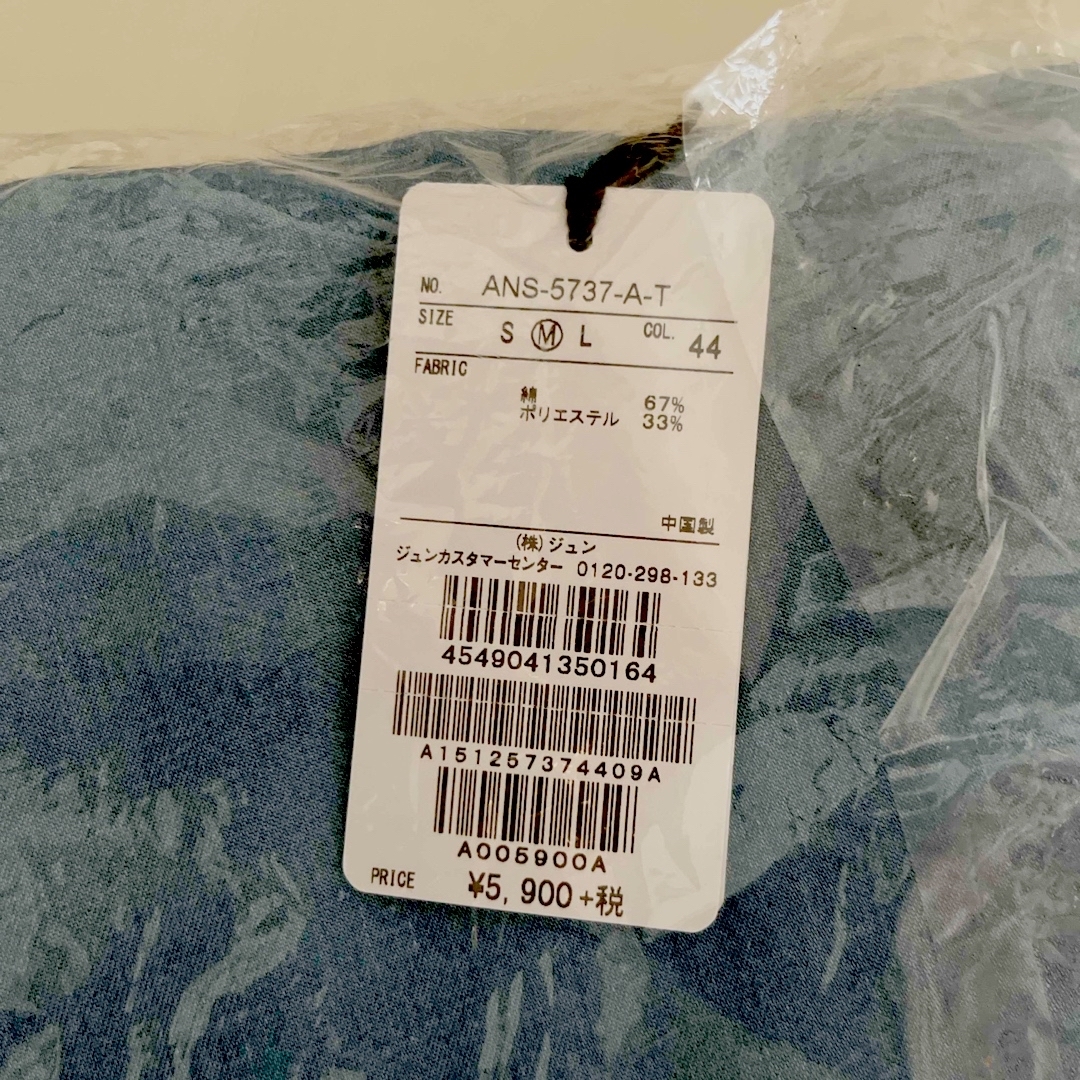 NO. ANS-5737-A-T
SIZE S Ⓜ L COL. 44
FABRIC
綿 67%
ポリエステル 33%
中国製
(株)ジュン
ジュンカスタマーセンター 0120-298-133
4549041350164
A151257374409A
A005900A
PRICE ¥5,900+税